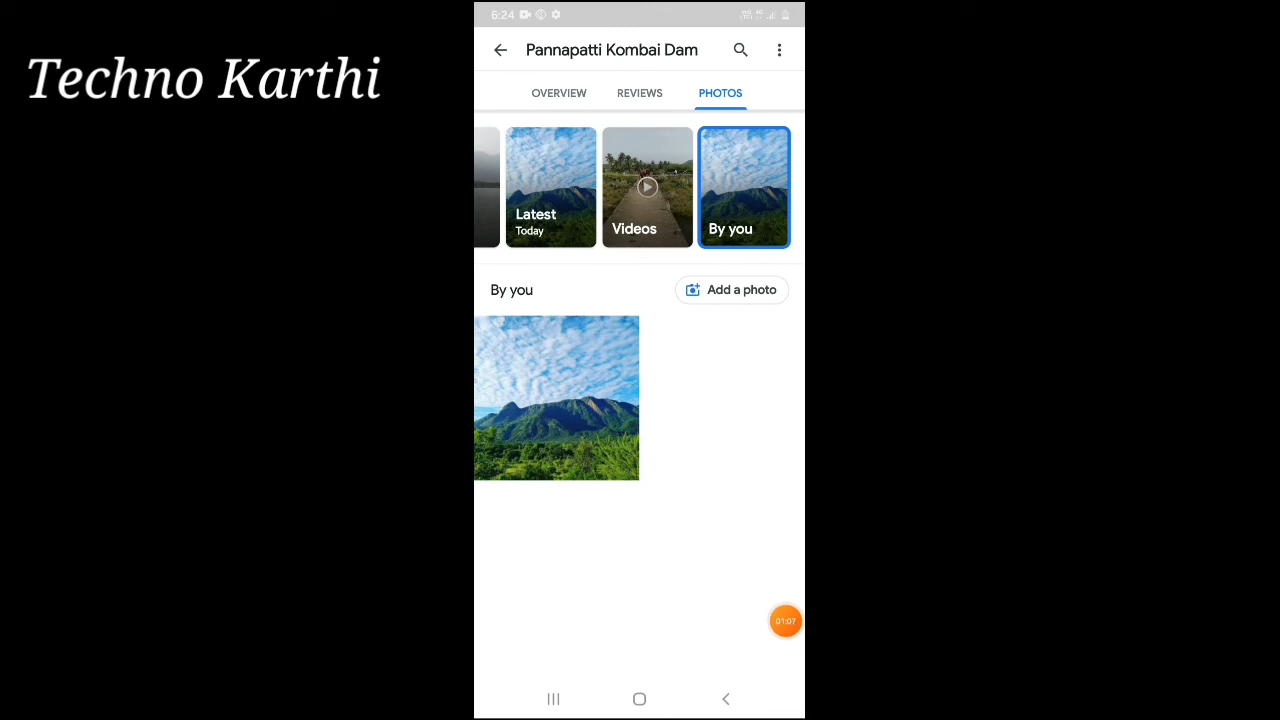 Techno Karthi
6:24
Pannapatti Kombai Dam
OVERVIEW REVIEWS PHOTOS
Latest
Today
Videos
By you
By you
Add a photo
01:07